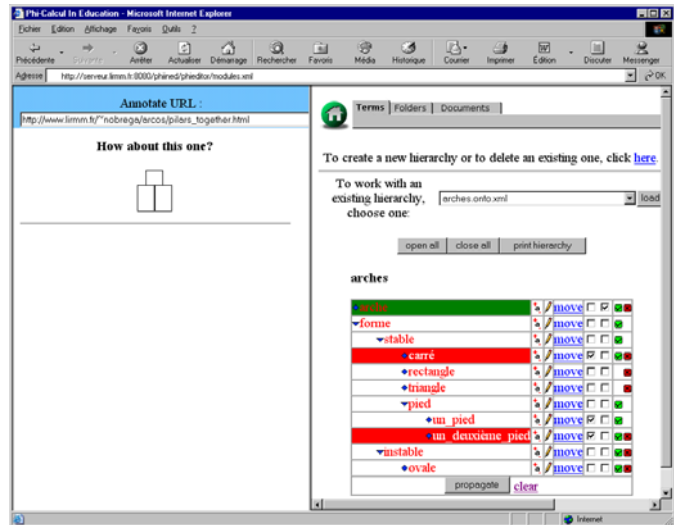 Phi-Calcul In Education - Microsoft Internet Explorer
Fichier Edition Affichage Favoris Outils ?
Précédente Suivante Arrêter Actualiser Démarrage Rechercher Favoris Média Historique Courrier Imprimer Édition Discuter Messenger
Adresse http://serveur.lirmm.fr:8080/phined/phieditor/modules.xml OK
Annotate URL :
http://www.lirmm.fr/~nobrega/arcos/pilars_together.html
How about this one?
Terms Folders Documents
To create a new hierarchy or to delete an existing one, click here.
To work with an
existing hierarchy,
choose one:
arches.onto.xml load
open all close all print hierarchy
arches
arche move
forme move
stable move
carré move
rectangle move
triangle move
pied move
un_pied move
un_deuxième_pied move
instable move
ovale move
propagate clear
Internet